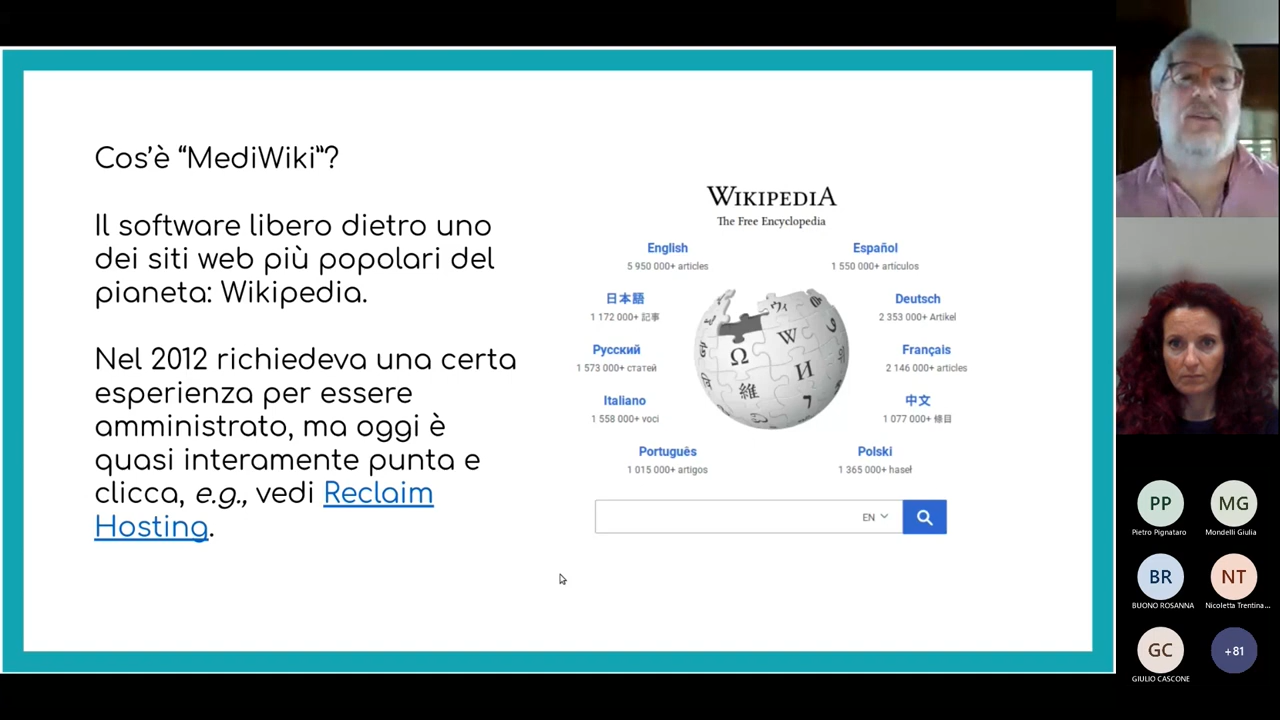 Cos'è “MediWiki”?
Il software libero dietro uno
dei siti web più popolari del
pianeta: Wikipedia.
Nel 2012 richiedeva una certa
esperienza per essere
amministrato, ma oggi è
quasi interamente punta e
clicca, e.g., vedi Reclaim
Hosting.
WIKIPEDIA
The Free Encyclopedia
English
5 950 000+ articles
Español
1 550 000+ artículos
日本語
1 172 000+ 記事
Deutsch
2 353 000+ Artikel
Русский
1 573 000+ статей
Français
2 146 000+ articles
Italiano
1 558 000+ voci
中文
1 077 000+ 條目
Português
1 015 000+ artigos
Polski
1 365 000+ haseł
Ω
W
И
維
EN
PP
Pietro Pignataro
MG
Mondelli Giulia
BR
BUONO ROSANNA
NT
Nicoletta Trentina...
GC
GIULIO CASCONE
+81